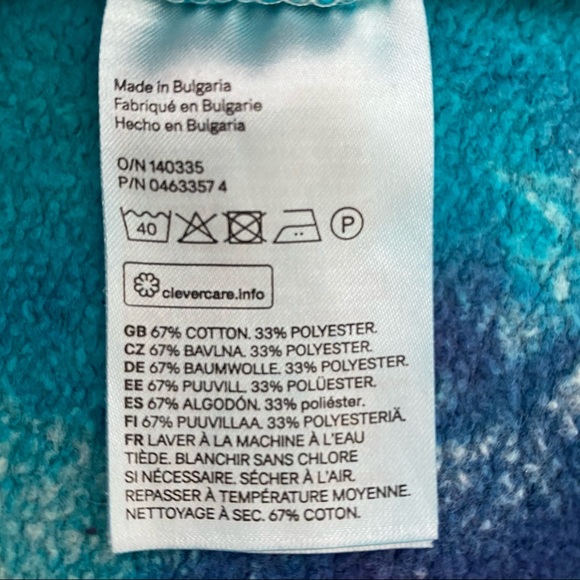 Made in Bulgaria
Fabriqué en Bulgarie
Hecho en Bulgaria
O/N 140335
P/N 0463357 4
40
P
clevercare.info
GB 67% COTTON. 33% POLYESTER.
CZ 67% BAVLNA. 33% POLYESTER.
DE 67% BAUMWOLLE. 33% POLYESTER.
EE 67% PUUVILL. 33% POLÜESTER.
ES 67% ALGODÓN. 33% poliéster.
FI 67% PUUVILLAA. 33% POLYESTERIÄ.
FR LAVER À LA MACHINE À L'EAU
TIÈDE. BLANCHIR SANS CHLORE
SI NÉCESSAIRE. SÉCHER À L'AIR.
REPASSER À TEMPÉRATURE MOYENNE.
NETTOYAGE À SEC. 67% COTON.